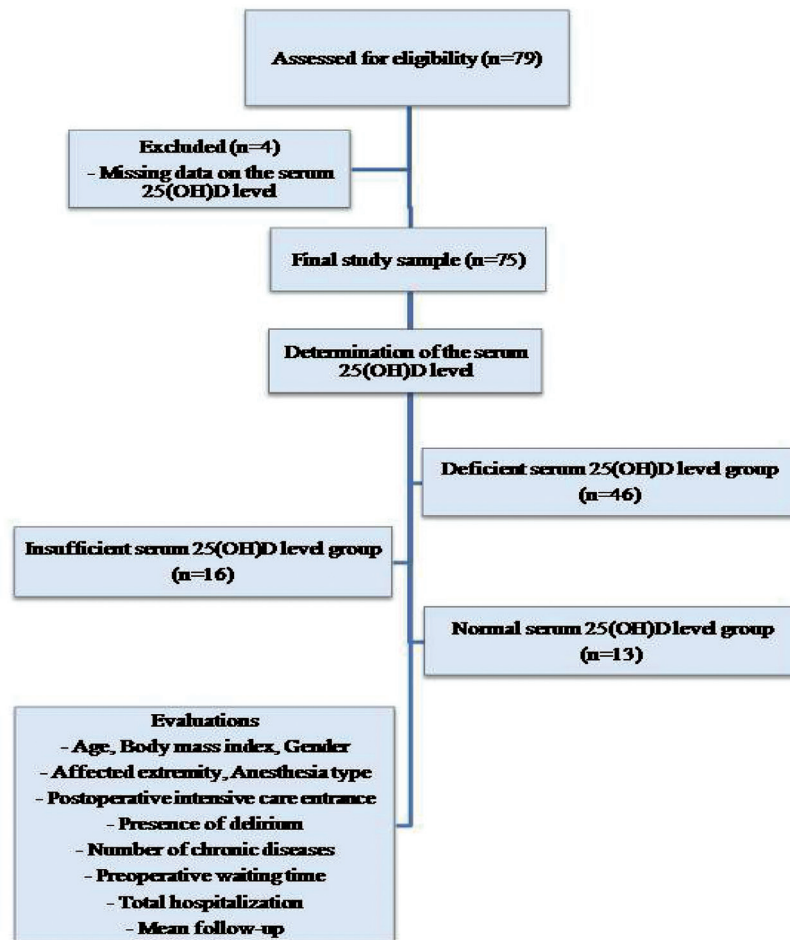 Assessed for eligibility (n=79)
Excluded (n=4)
- Missing data on the serum
25(OH)D level
Final study sample (n=75)
Determination of the serum
25(OH)D level
Deficient serum 25(OH)D level group
(n=46)
Insufficient serum 25(OH)D level group
(n=16)
Normal serum 25(OH)D level group
(n=13)
Evaluations
- Age, Body mass index, Gender
- Affected extremity, Anesthesia type
- Postoperative intensive care entrance
- Presence of delirium
- Number of chronic diseases
- Preoperative waiting time
- Total hospitalization
- Mean follow-up